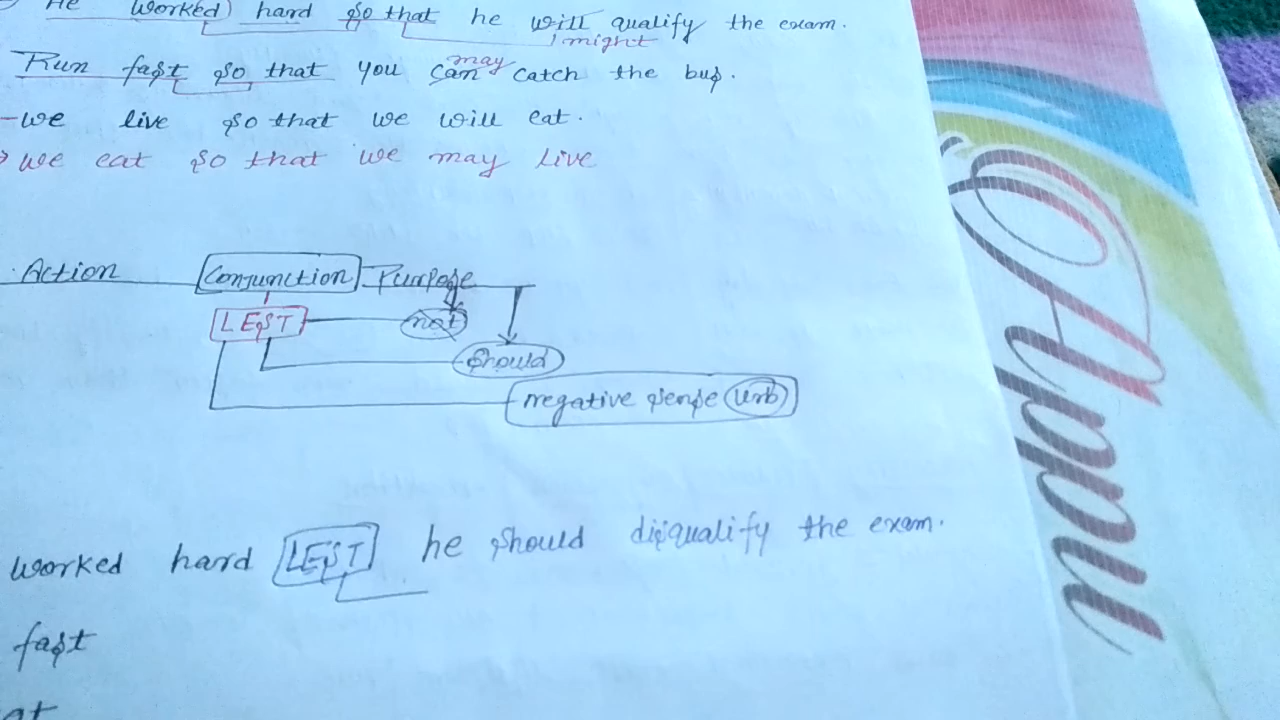 He worked hard so that he will qualify the exam.
might
Run fast so that you can catch the bus.
may
we live so that we will eat.
we eat so that we may live
Action Conjunction Purpose
LEST not
Should
negative sense verb
worked hard LEST he should disqualify the exam.
fast
at
Happu